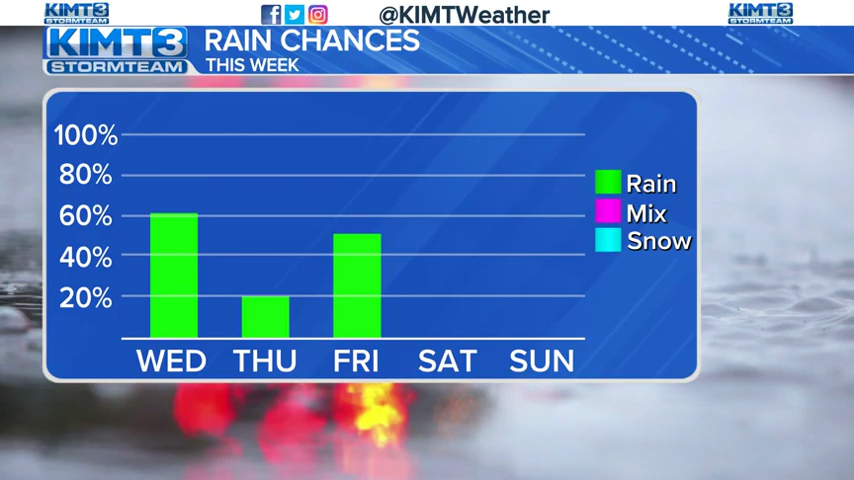 KIMT3
STORMTEAM
@KIMTWeather
KIMT3
STORMTEAM
KIMT3
STORMTEAM
RAIN CHANCES
THIS WEEK
100%
80%
60%
40%
20%
WED THU FRI SAT SUN
Rain
Mix
Snow